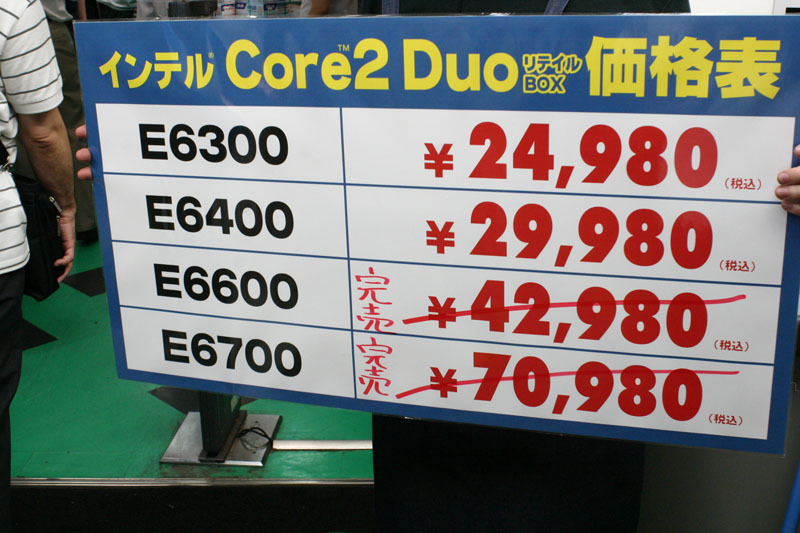 インテル® Core™2 Duo リテイルBOX 価格表
E6300 ¥24,980(税込)
E6400 ¥29,980(税込)
E6600 完売 ¥42,980(税込)
E6700 完売 ¥70,980(税込)